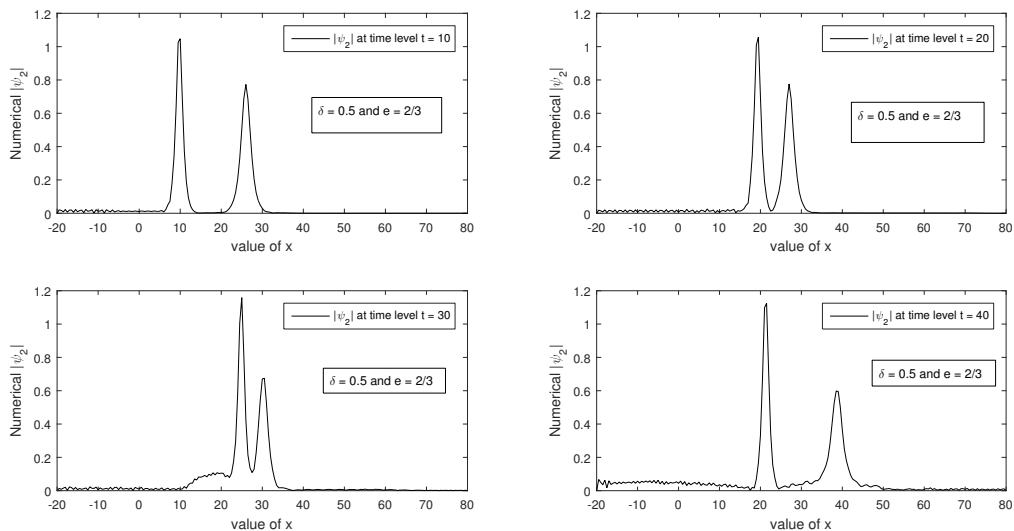 1.2
1
0.8
0.6
0.4
0.2
0
Numerical |ψ₂|
|ψ₂| at time level t = 10
δ = 0.5 and e = 2/3
-20 -10 0 10 20 30 40 50 60 70 80
value of x
1.2
1
0.8
0.6
0.4
0.2
0
Numerical |ψ₂|
|ψ₂| at time level t = 20
δ = 0.5 and e = 2/3
-20 -10 0 10 20 30 40 50 60 70 80
value of x
1.2
1
0.8
0.6
0.4
0.2
0
Numerical |ψ₂|
|ψ₂| at time level t = 30
δ = 0.5 and e = 2/3
-20 -10 0 10 20 30 40 50 60 70 80
value of x
1.2
1
0.8
0.6
0.4
0.2
0
Numerical |ψ₂|
|ψ₂| at time level t = 40
δ = 0.5 and e = 2/3
-20 -10 0 10 20 30 40 50 60 70 80
value of x